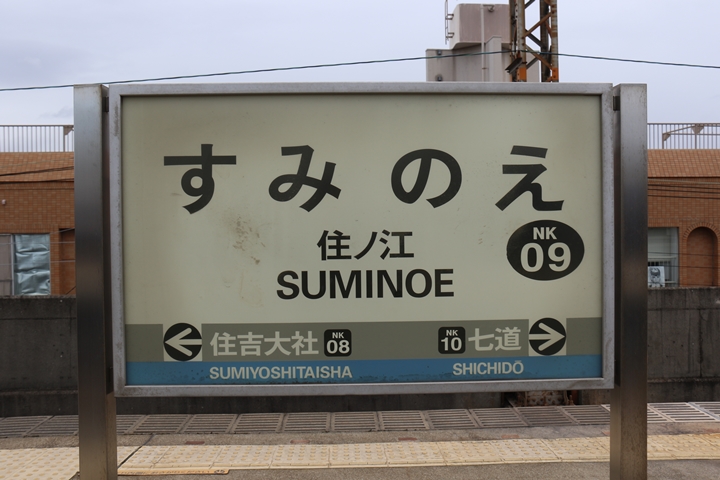 すみのえ
住ノ江
SUMINOE
NK
09
住吉大社 NK 08
NK 10 七道
SUMIYOSHITAISHA
SHICHIDŌ